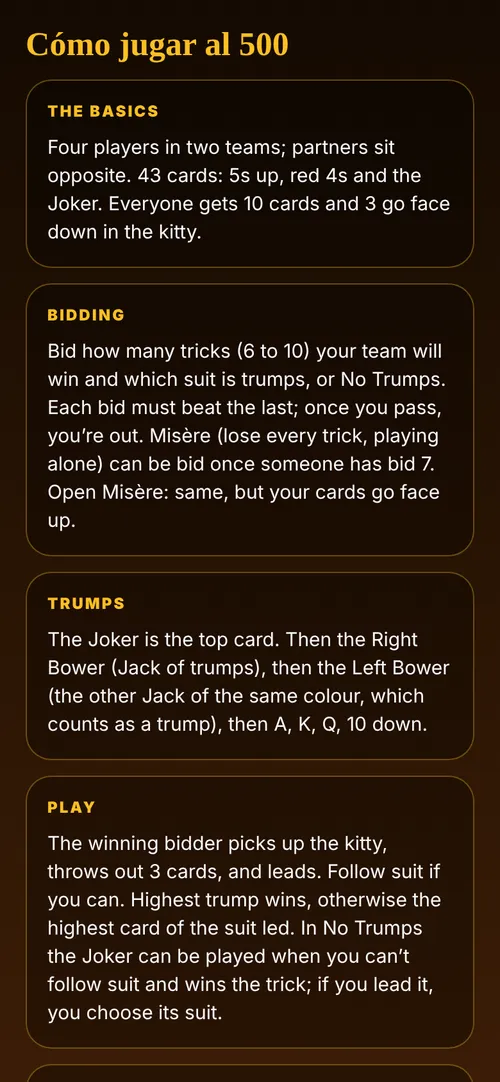 Cómo jugar al 500
THE BASICS
Four players in two teams; partners sit
opposite. 43 cards: 5s up, red 4s and the
Joker. Everyone gets 10 cards and 3 go face
down in the kitty.
BIDDING
Bid how many tricks (6 to 10) your team will
win and which suit is trumps, or No Trumps.
Each bid must beat the last; once you pass,
you’re out. Misère (lose every trick, playing
alone) can be bid once someone has bid 7.
Open Misère: same, but your cards go face
up.
TRUMPS
The Joker is the top card. Then the Right
Bower (Jack of trumps), then the Left Bower
(the other Jack of the same colour, which
counts as a trump), then A, K, Q, 10 down.
PLAY
The winning bidder picks up the kitty,
throws out 3 cards, and leads. Follow suit if
you can. Highest trump wins, otherwise the
highest card of the suit led. In No Trumps
the Joker can be played when you can’t
follow suit and wins the trick; if you lead it,
you choose its suit.